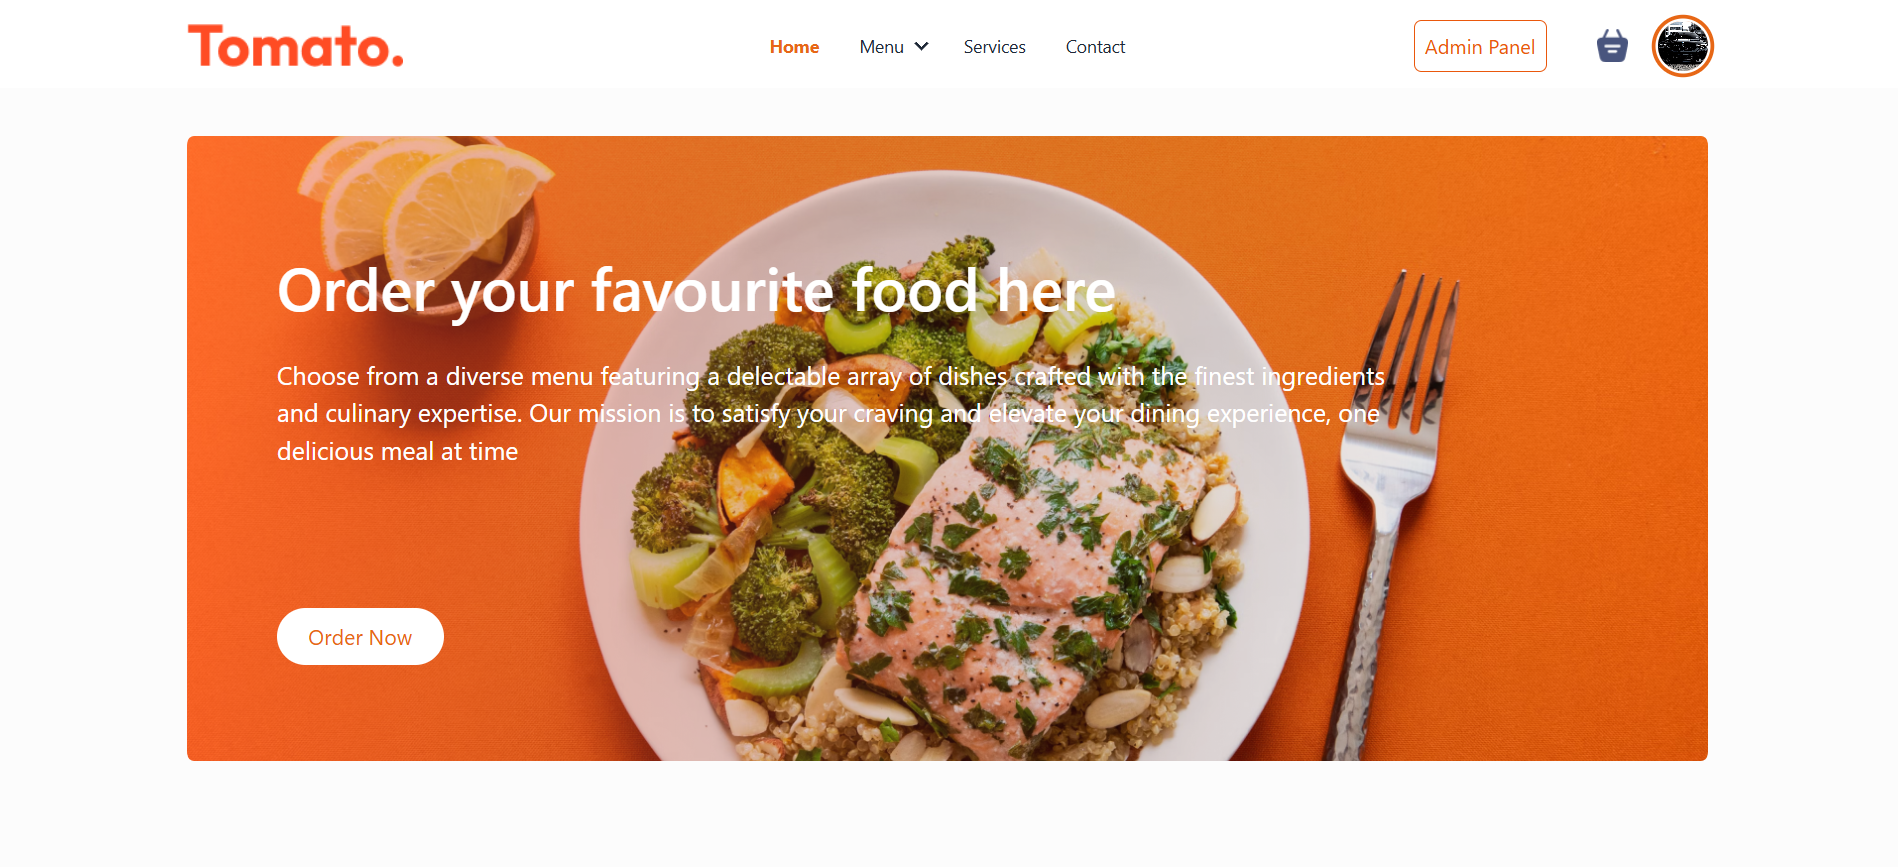 Tomato.
Home
Menu
Services
Contact
Admin Panel
Order your favourite food here
Choose from a diverse menu featuring a delectable array of dishes crafted with the finest ingredients
and culinary expertise. Our mission is to satisfy your craving and elevate your dining experience, one
delicious meal at time
Order Now